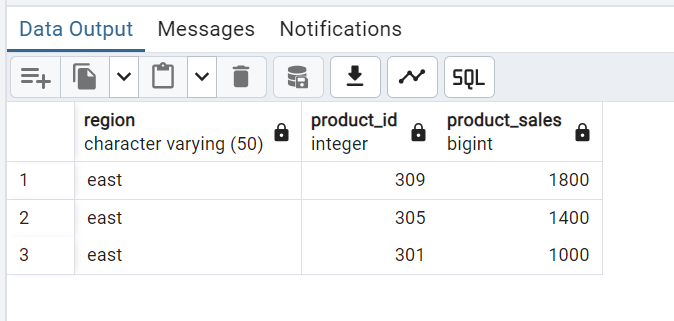 Data Output Messages Notifications
SQL
region product_id product_sales
character varying (50) integer bigint
1 east 309 1800
2 east 305 1400
3 east 301 1000